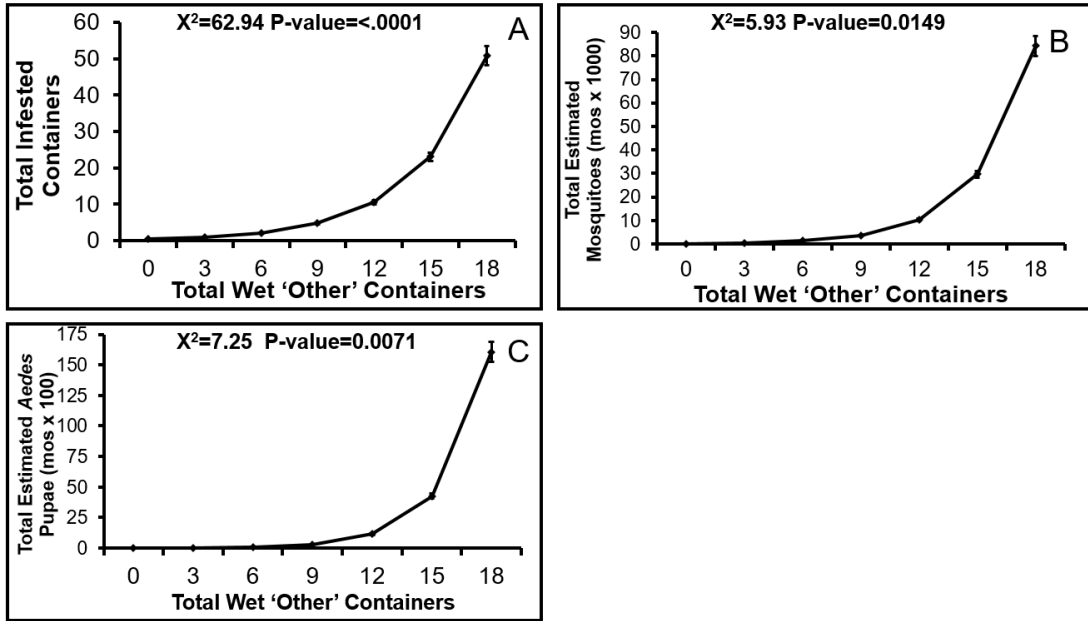 X²=62.94 P-value=<.0001
A
Total Infested
Containers
60
50
40
30
20
10
0
0 3 6 9 12 15 18
Total Wet ‘Other’ Containers
X²=5.93 P-value=0.0149
B
Total Estimated
Mosquitoes (mos x 1000)
90
80
70
60
50
40
30
20
10
0
0 3 6 9 12 15 18
Total Wet ‘Other’ Containers
X²=7.25 P-value=0.0071
C
Total Estimated Aedes
Pupae (mos x 100)
175
150
125
100
75
50
25
0
0 3 6 9 12 15 18
Total Wet ‘Other’ Containers